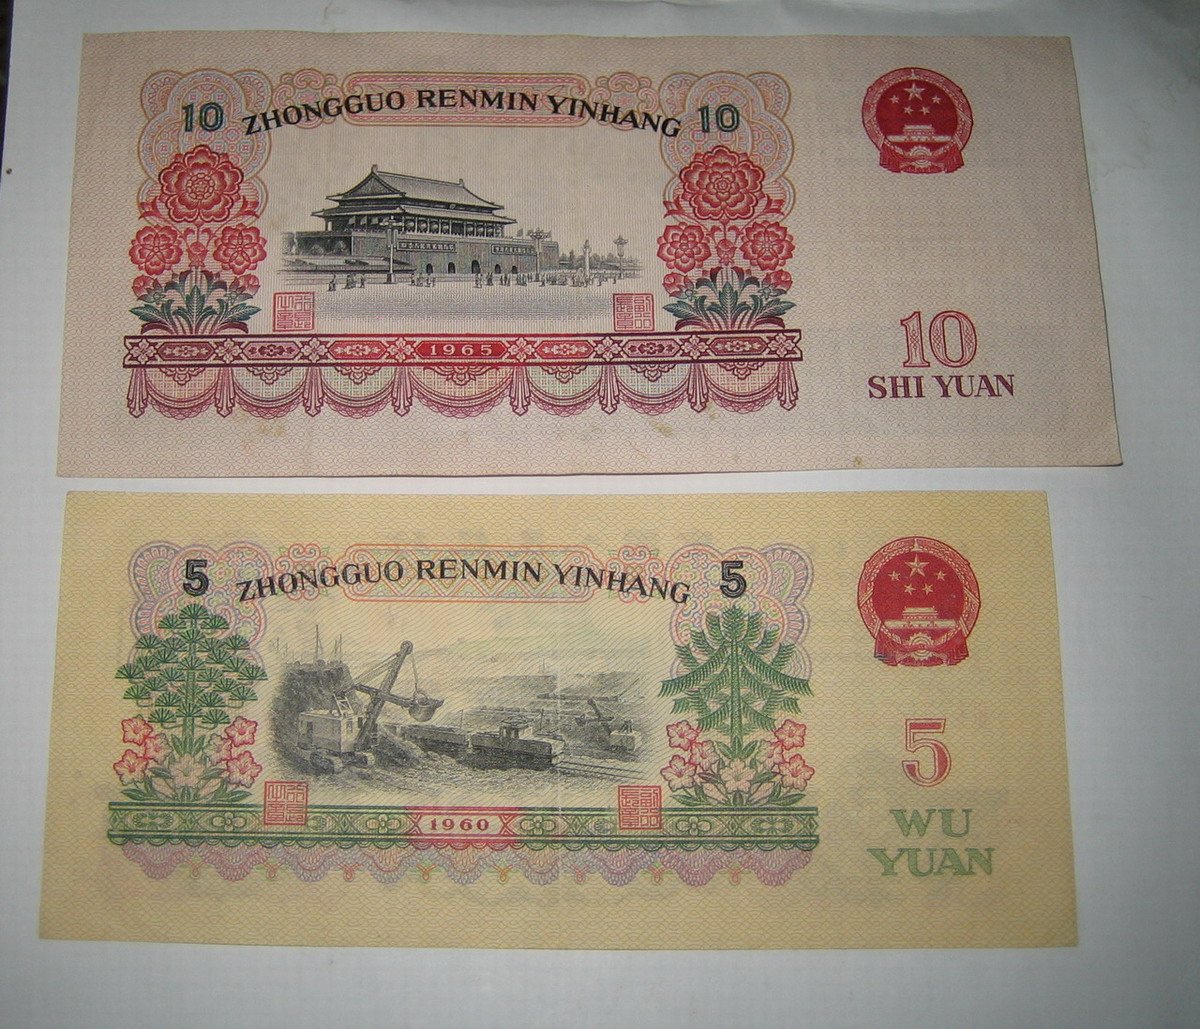 10 ZHONGGUO RENMIN YINHANG 10
1965
10
SHI YUAN
5 ZHONGGUO RENMIN YINHANG 5
1960
5
WU
YUAN